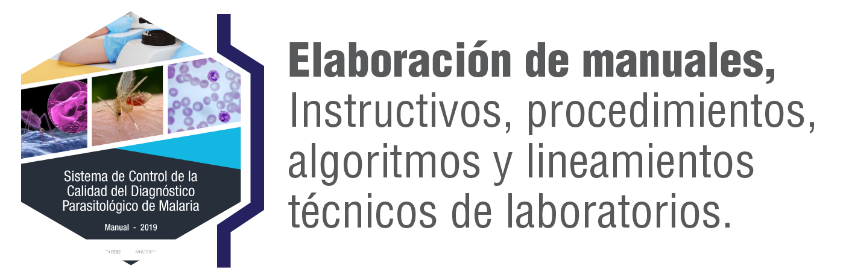 Sistema de Control de la
Calidad del Diagnóstico
Parasitológico de Malaria
Manual - 2019
Elaboración de manuales,
Instructivos, procedimientos,
algoritmos y lineamientos
técnicos de laboratorios.